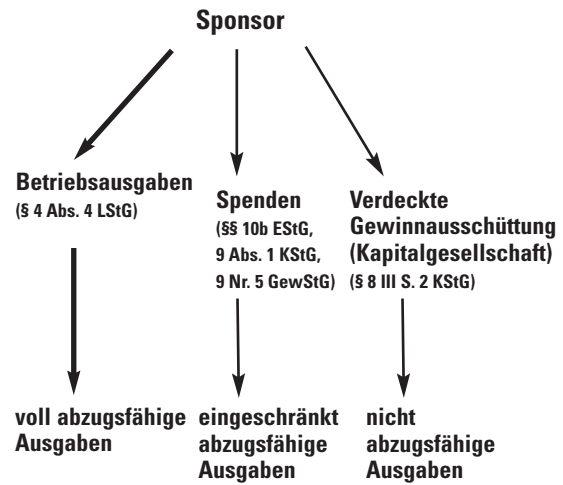 Sponsor
Betriebsausgaben
(§ 4 Abs. 4 LStG)
Spenden
(§§ 10b EStG,
9 Abs. 1 KStG,
9 Nr. 5 GewStG)
Verdeckte
Gewinnausschüttung
(Kapitalgesellschaft)
(§ 8 III S. 2 KStG)
voll abzugsfähige
Ausgaben
eingeschränkt
abzugsfähige
Ausgaben
nicht
abzugsfähige
Ausgaben